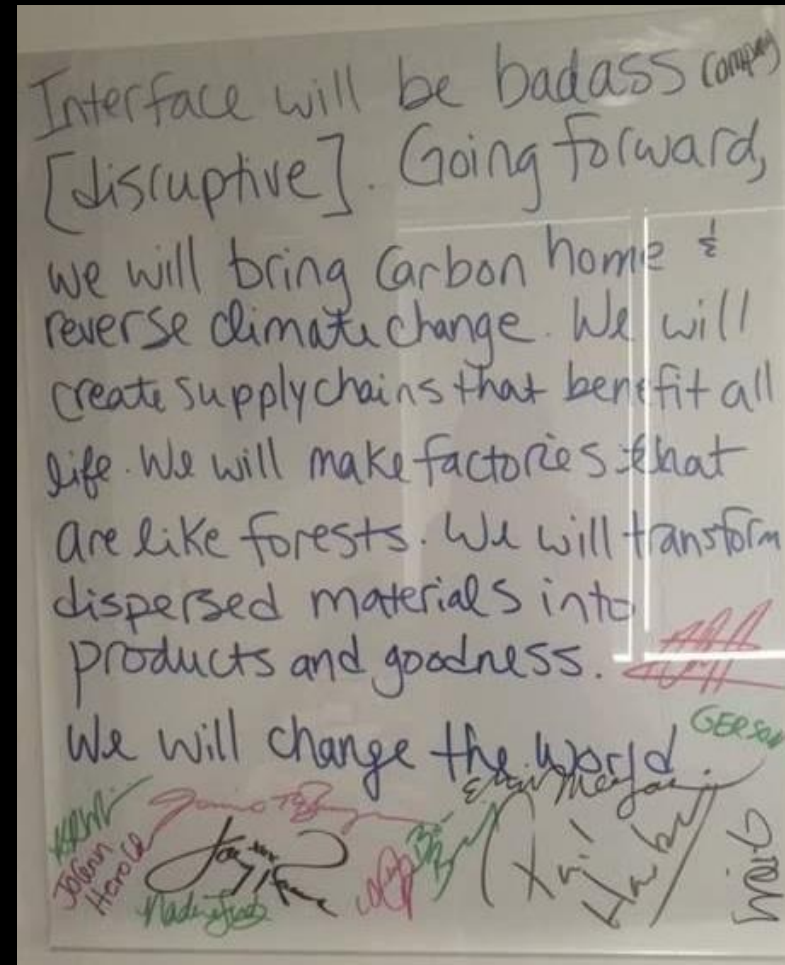 Interface will be badass company
[disruptive]. Going forward,
we will bring carbon home &
reverse climate change. We will
create supply chains that benefit all
life. We will make factories that
are like forests. We will transform
dispersed materials into
products and goodness.
GERSON
We will change the world.
JoAnn
Herold